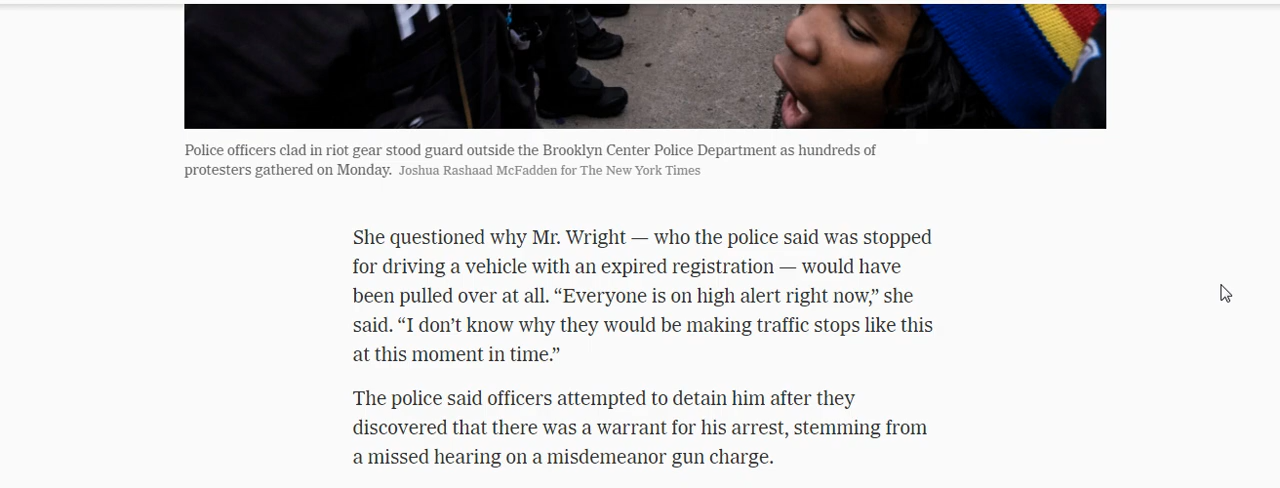 Police officers clad in riot gear stood guard outside the Brooklyn Center Police Department as hundreds of
protesters gathered on Monday. Joshua Rashaad McFadden for The New York Times
She questioned why Mr. Wright — who the police said was stopped
for driving a vehicle with an expired registration — would have
been pulled over at all. “Everyone is on high alert right now,” she
said. “I don’t know why they would be making traffic stops like this
at this moment in time.”
The police said officers attempted to detain him after they
discovered that there was a warrant for his arrest, stemming from
a missed hearing on a misdemeanor gun charge.